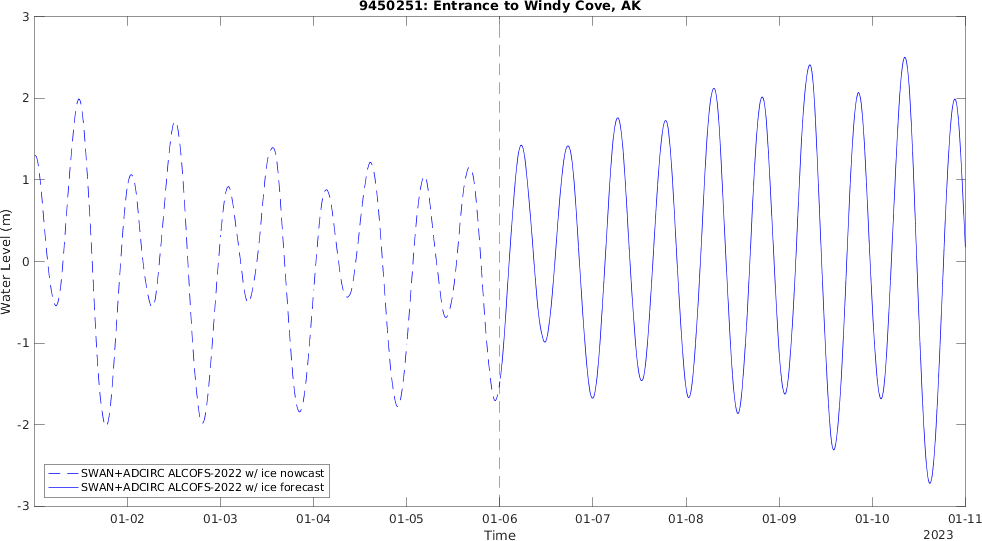 9450251: Entrance to Windy Cove, AK
3
2
1
0
-1
-2
-3
Water Level (m)
SWAN+ADCIRC ALCOFS-2022 w/ ice nowcast
SWAN+ADCIRC ALCOFS-2022 w/ ice forecast
01-02 01-03 01-04 01-05 01-06 01-07 01-08 01-09 01-10 01-11
Time
2023